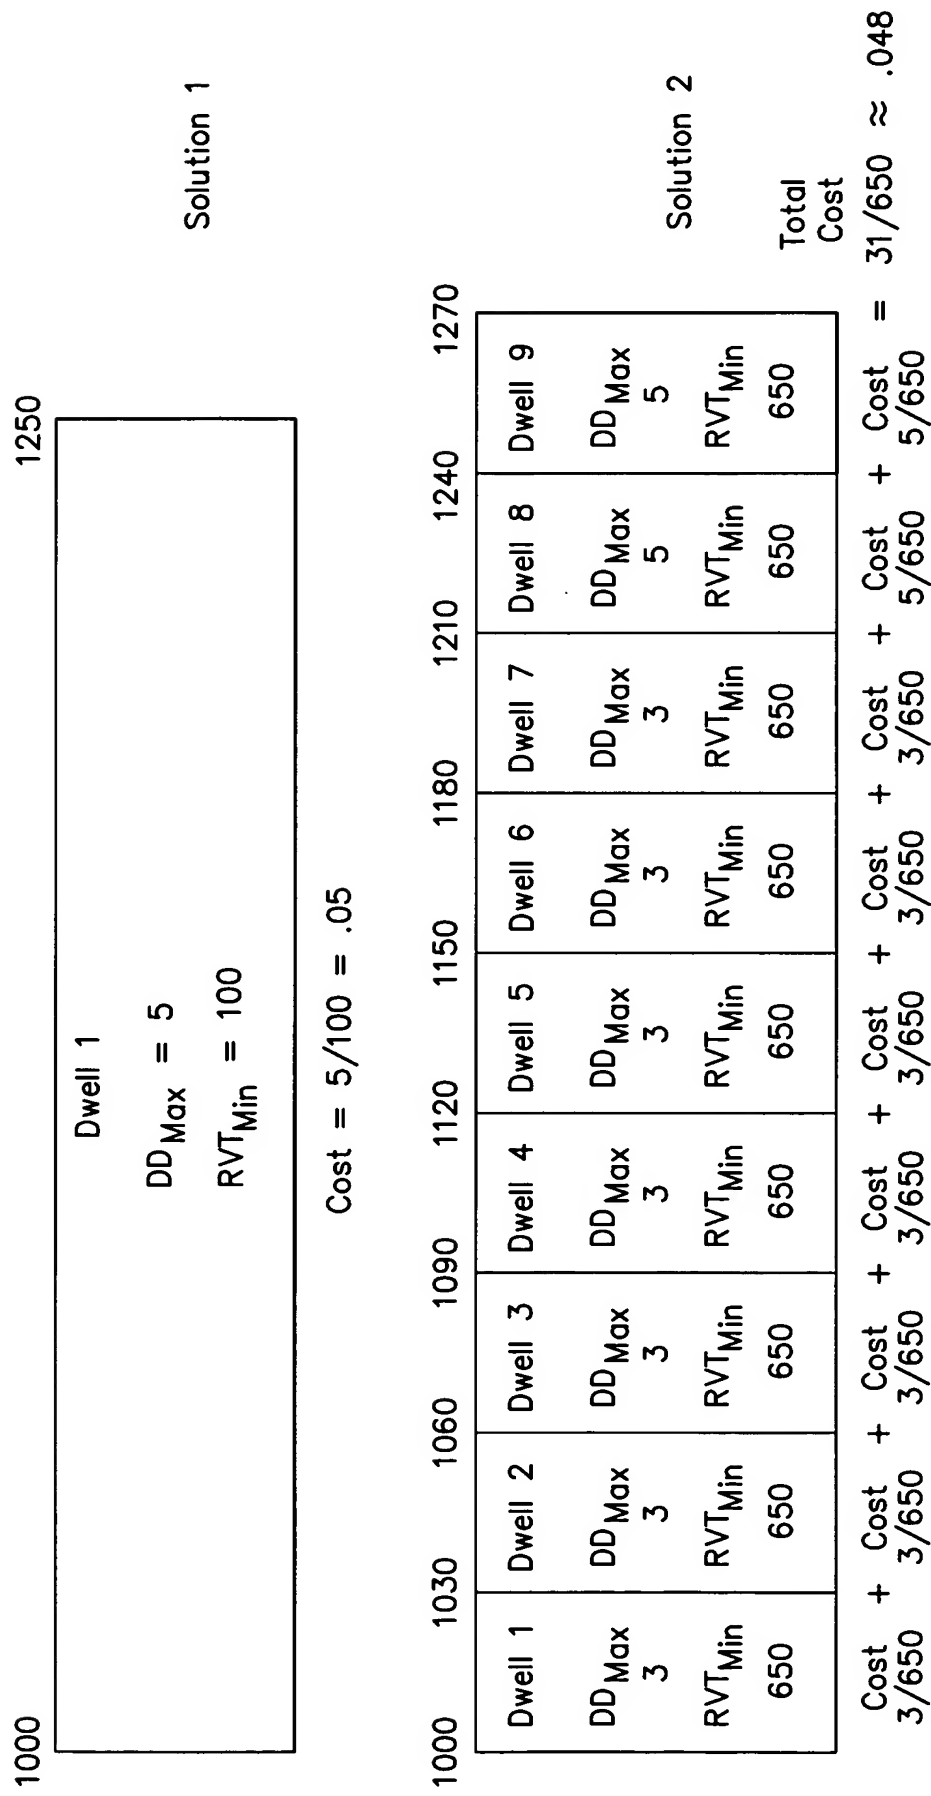 1000 1250
Dwell 1
DD Max = 5
RVT Min = 100
Cost = 5/100 = .05
Solution 1
1000 1030 1060 1090 1120 1150 1180 1210 1240 1270
Dwell 1 Dwell 2 Dwell 3 Dwell 4 Dwell 5 Dwell 6 Dwell 7 Dwell 8 Dwell 9
DD Max DD Max DD Max DD Max DD Max DD Max DD Max DD Max DD Max
3 3 3 3 3 3 3 5 5
RVT Min RVT Min RVT Min RVT Min RVT Min RVT Min RVT Min RVT Min RVT Min
650 650 650 650 650 650 650 650 650
Solution 2
Total
Cost
Cost + Cost + Cost + Cost + Cost + Cost + Cost + Cost + Cost = 31/650 ≈ .048
3/650 3/650 3/650 3/650 3/650 3/650 3/650 5/650 5/650